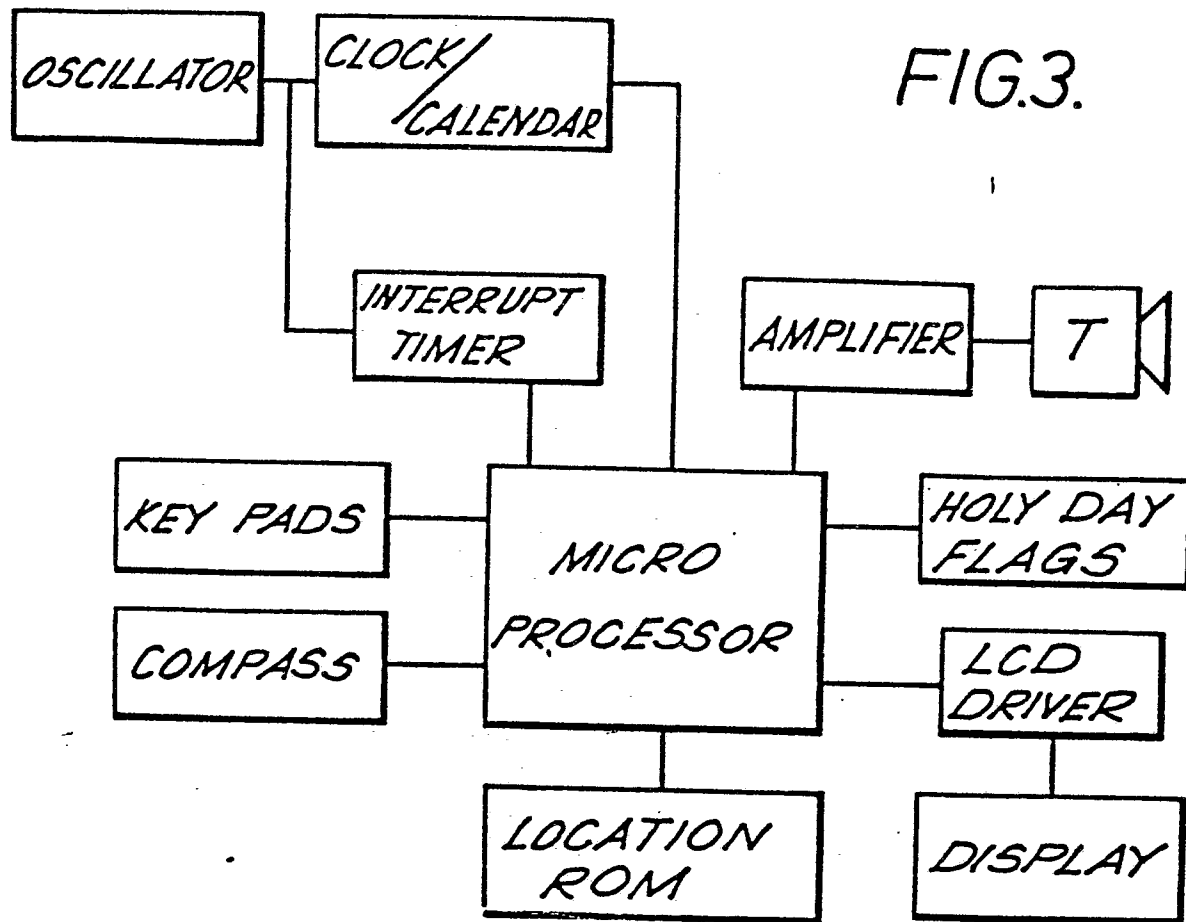 OSCILLATOR
CLOCK/
CALENDAR
FIG.3.
INTERRUPT
TIMER
AMPLIFIER
T
KEY PADS
MICRO
PROCESSOR
HOLY DAY
FLAGS
COMPASS
LCD
DRIVER
LOCATION
ROM
DISPLAY